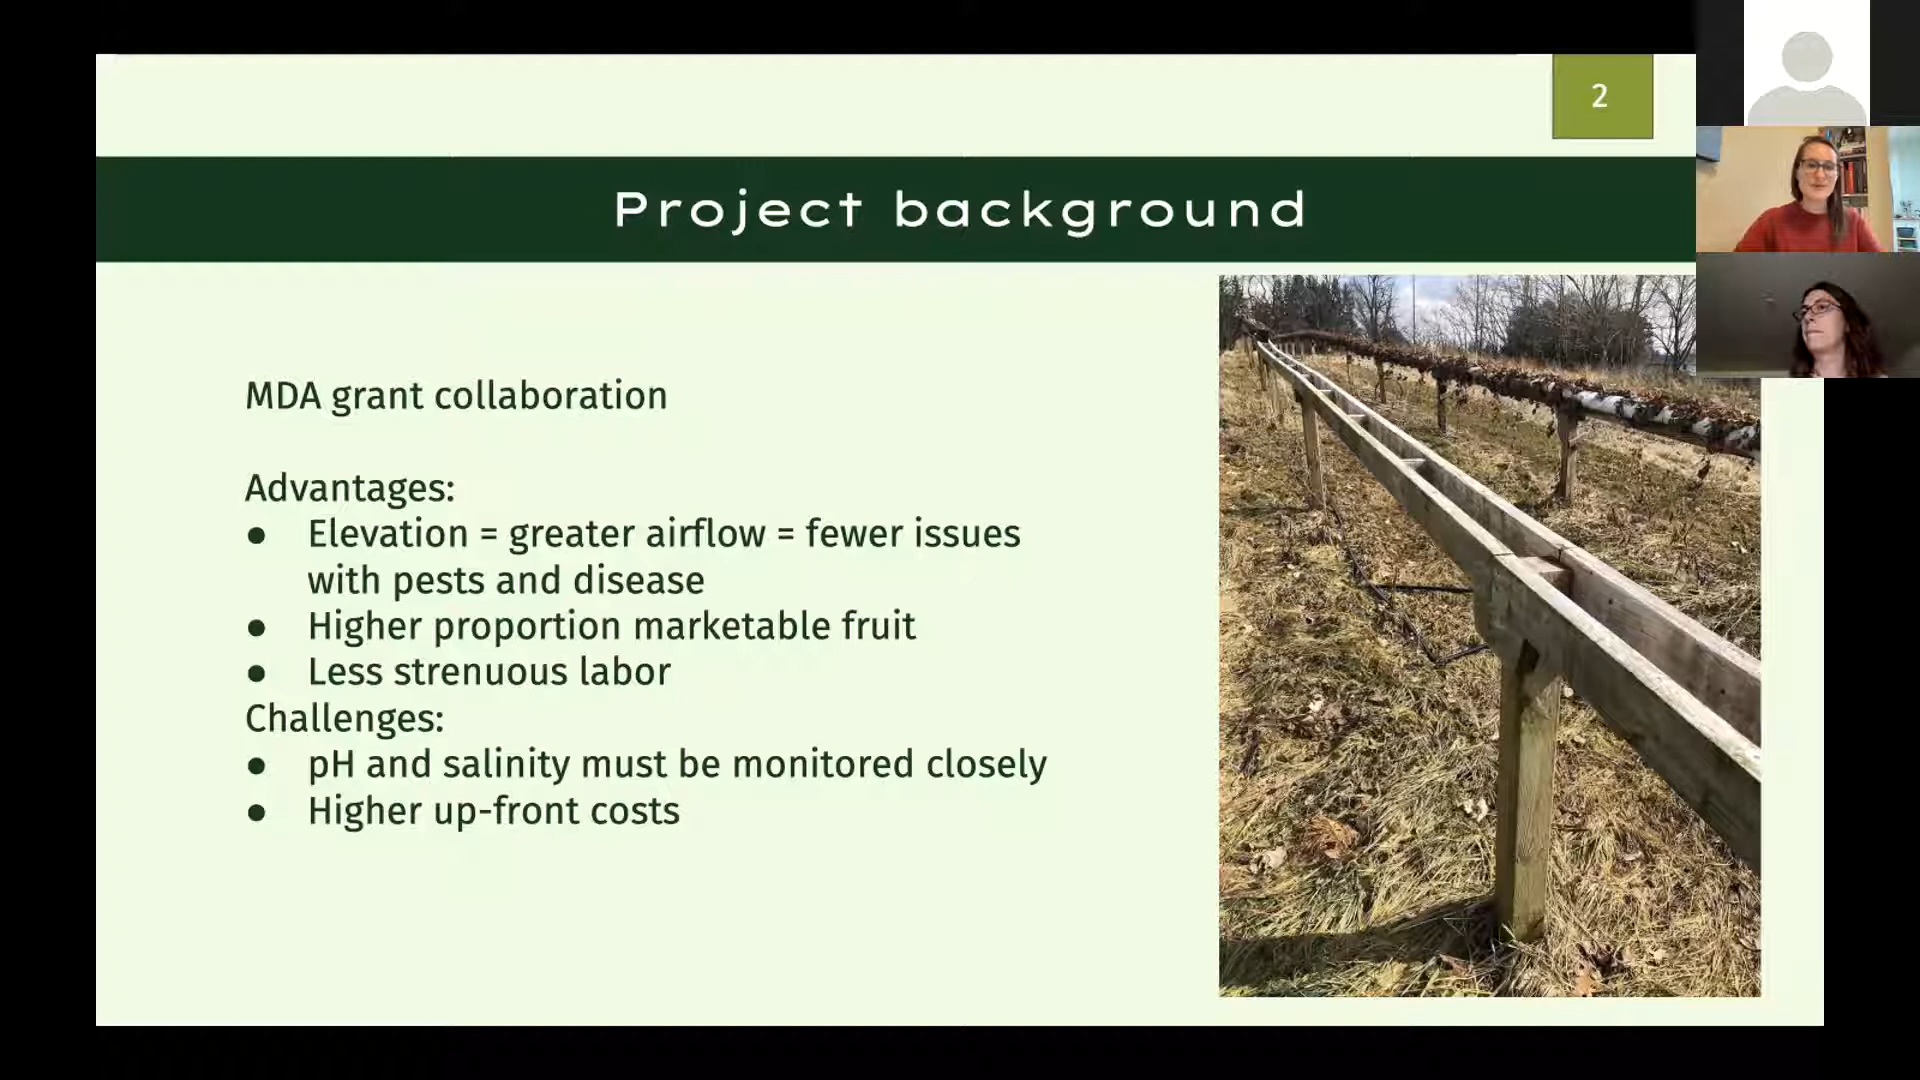 2
Project background
MDA grant collaboration
Advantages:
● Elevation = greater airflow = fewer issues
with pests and disease
● Higher proportion marketable fruit
● Less strenuous labor
Challenges:
● pH and salinity must be monitored closely
● Higher up-front costs